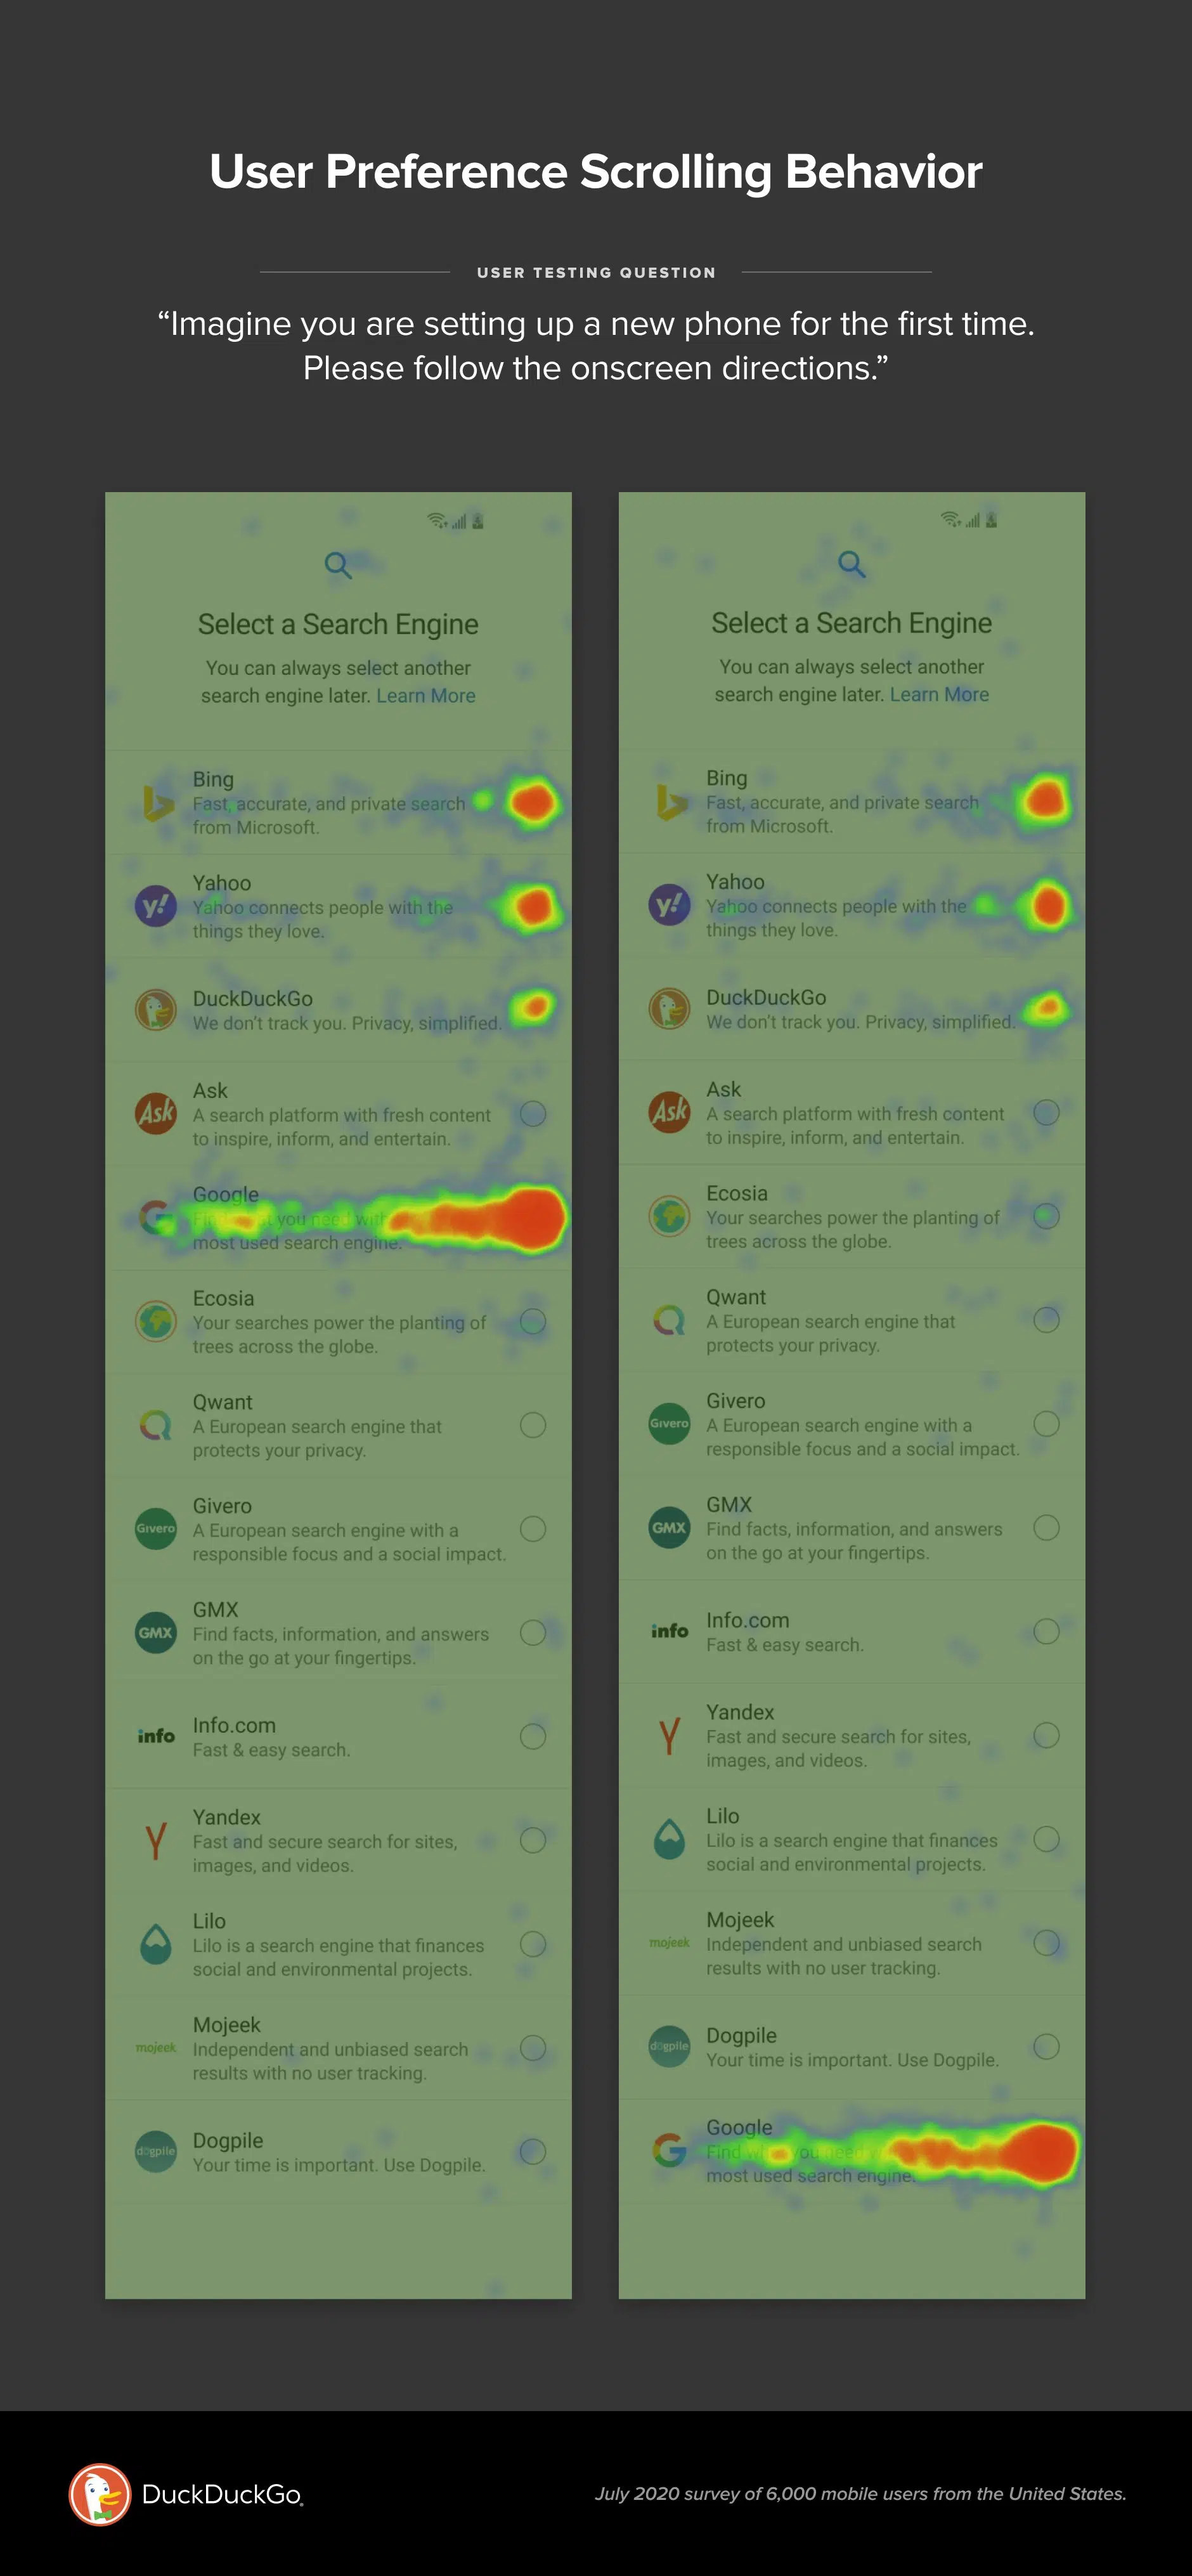 User Preference Scrolling Behavior
USER TESTING QUESTION
“Imagine you are setting up a new phone for the first time.
Please follow the onscreen directions.”
Select a Search Engine
You can always select another
search engine later. Learn More
Bing
Fast, accurate, and private search
from Microsoft.
y!
Yahoo
Yahoo connects people with the
things they love.
DuckDuckGo
We don't track you. Privacy, simplified.
Ask
Ask
A search platform with fresh content
to inspire, inform, and entertain.
Google
you need with
most used search engine.
Ecosia
Your searches power the planting of
trees across the globe.
Qwant
A European search engine that
protects your privacy.
Givero
Givero
A European search engine with a
responsible focus and a social impact.
GMX
GMX
Find facts, information, and answers
on the go at your fingertips.
info
Info.com
Fast & easy search.
Yandex
Fast and secure search for sites,
images, and videos.
Lilo
Lilo is a search engine that finances
social and environmental projects.
mojeek
Mojeek
Independent and unbiased search
results with no user tracking.
dogpile
Dogpile
Your time is important. Use Dogpile.
Select a Search Engine
You can always select another
search engine later. Learn More
Bing
Fast, accurate, and private search
from Microsoft.
y!
Yahoo
Yahoo connects people with the
things they love.
DuckDuckGo
We don't track you. Privacy, simplified.
Ask
Ask
A search platform with fresh content
to inspire, inform, and entertain.
Ecosia
Your searches power the planting of
trees across the globe.
Qwant
A European search engine that
protects your privacy.
Givero
Givero
A European search engine with a
responsible focus and a social impact.
GMX
GMX
Find facts, information, and answers
on the go at your fingertips.
info
Info.com
Fast & easy search.
Yandex
Fast and secure search for sites,
images, and videos.
Lilo
Lilo is a search engine that finances
social and environmental projects.
mojeek
Mojeek
Independent and unbiased search
results with no user tracking.
dogpile
Dogpile
Your time is important. Use Dogpile.
Google
Find you need
most used search engine.
DuckDuckGo.
July 2020 survey of 6,000 mobile users from the United States.